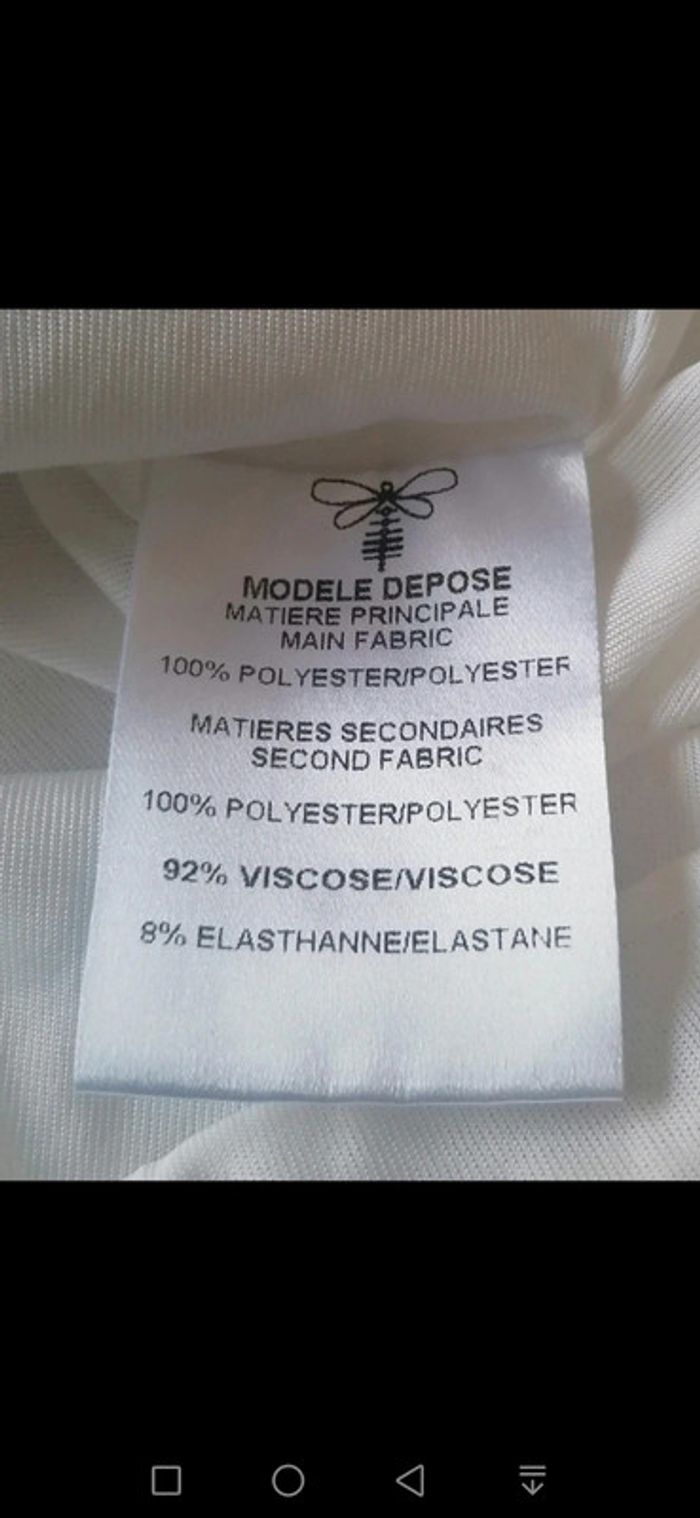 MODELE DEPOSE
MATIERE PRINCIPALE
MAIN FABRIC
100% POLYESTER/POLYESTER
MATIERES SECONDAIRES
SECOND FABRIC
100% POLYESTER/POLYESTER
92% VISCOSE/VISCOSE
8% ELASTHANNE/ELASTANE